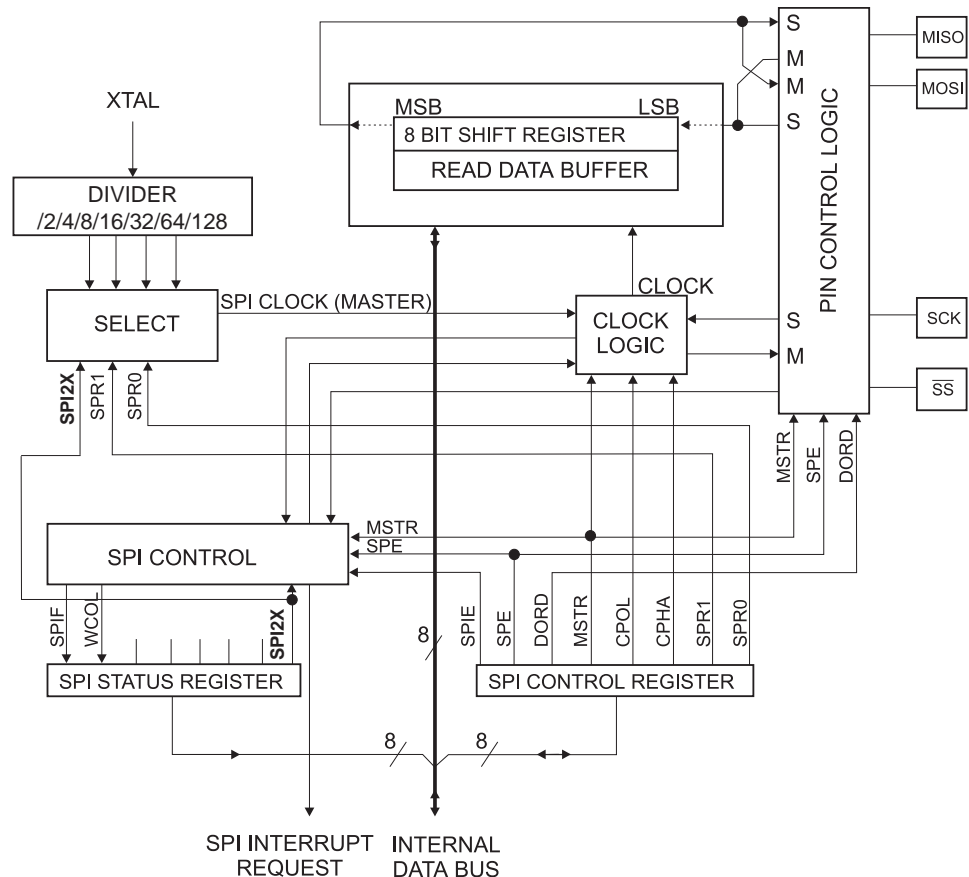 S
MISO
M
MOSI
M
S
XTAL
MSB
LSB
8 BIT SHIFT REGISTER
READ DATA BUFFER
DIVIDER
/2/4/8/16/32/64/128
PIN CONTROL LOGIC
CLOCK
SPI CLOCK (MASTER)
SELECT
CLOCK
LOGIC
S
SCK
M
SS
SPI2X
SPR1
SPR0
MSTR
SPE
DORD
MSTR
SPE
SPI CONTROL
SPIF
WCOL
SPI2X
8
SPIE
SPE
DORD
MSTR
CPOL
CPHA
SPR1
SPR0
SPI STATUS REGISTER
SPI CONTROL REGISTER
8
8
SPI INTERRUPT
REQUEST
INTERNAL
DATA BUS